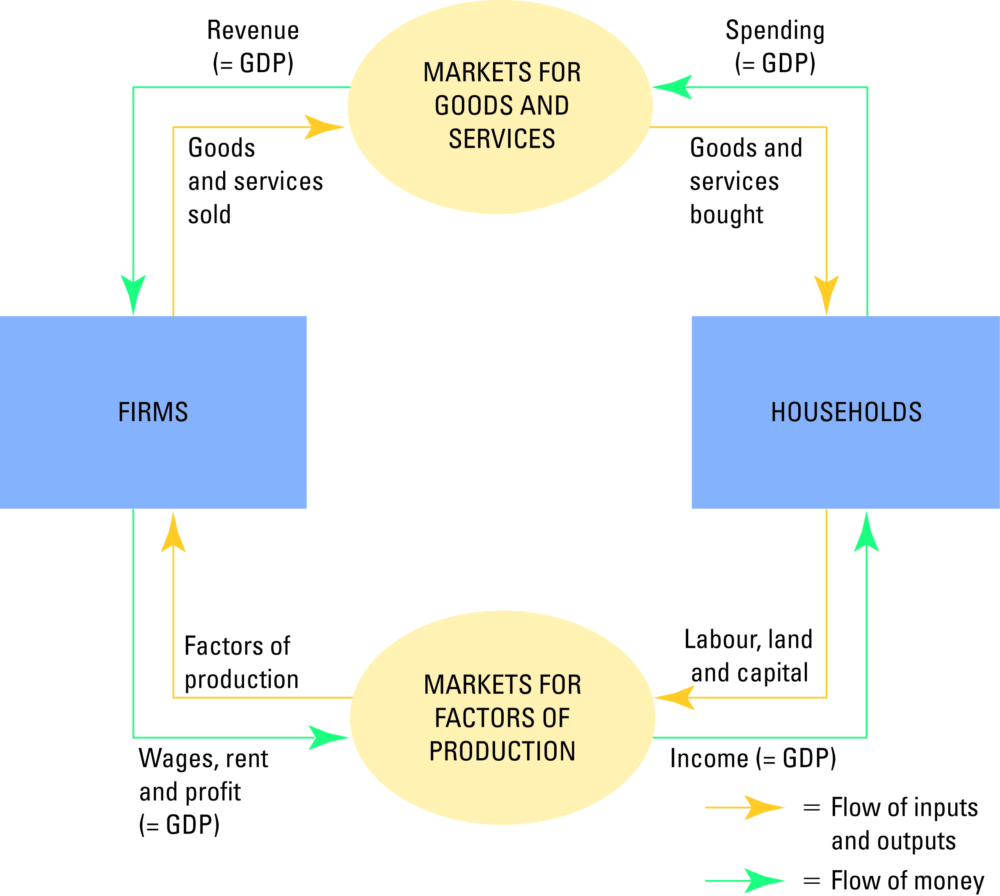 Revenue
(= GDP)
Spending
(= GDP)
MARKETS FOR
GOODS AND
SERVICES
Goods
and services
sold
Goods and
services
bought
FIRMS
HOUSEHOLDS
Factors of
production
Labour, land
and capital
MARKETS FOR
FACTORS OF
PRODUCTION
Wages, rent
and profit
(= GDP)
Income (= GDP)
= Flow of inputs
and outputs
= Flow of money